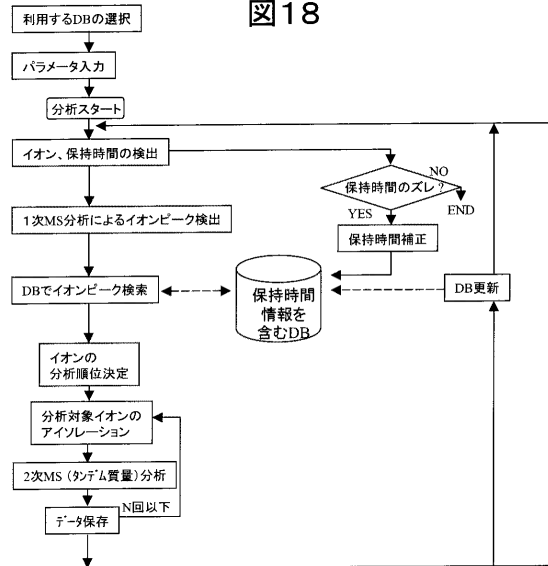 図18
利用するDBの選択
パラメータ入力
分析スタート
イオン、保持時間の検出
保持時間のズレ?
NO
END
YES
1次MS分析によるイオンピーク検出
保持時間補正
DBでイオンピーク検索
保持時間
情報を
含むDB
DB更新
イオンの
分析順位決定
分析対象イオンの
アイソレーション
2次MS(タンデム質量)分析
データ保存
N回以下